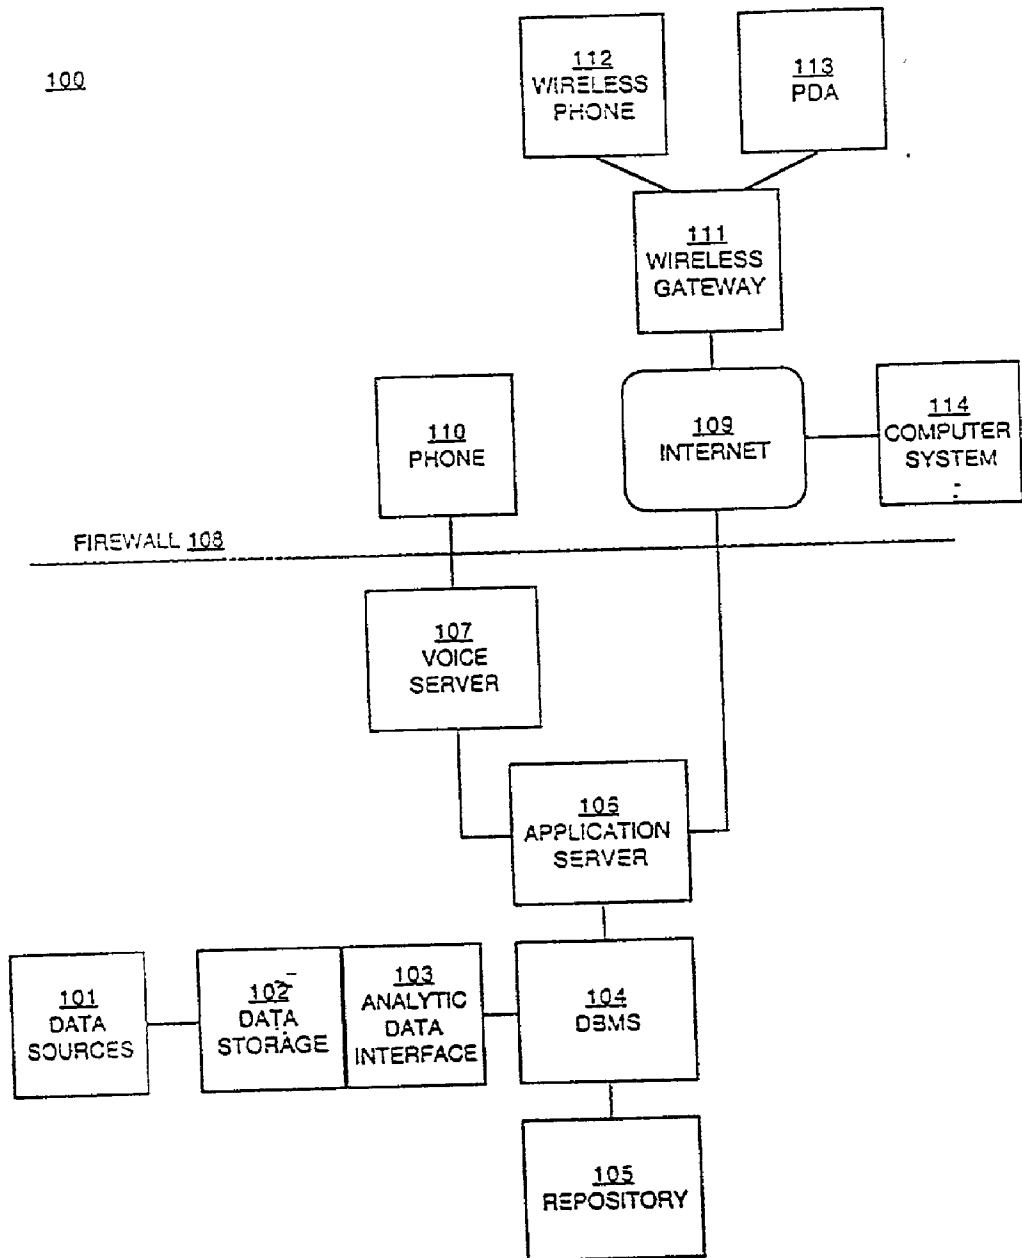 100
112
WIRELESS
PHONE
113
PDA
111
WIRELESS
GATEWAY
110
PHONE
109
INTERNET
114
COMPUTER
SYSTEM
FIREWALL 108
107
VOICE
SERVER
106
APPLICATION
SERVER
101
DATA
SOURCES
102
DATA
STORAGE
103
ANALYTIC
DATA
INTERFACE
104
DBMS
105
REPOSITORY